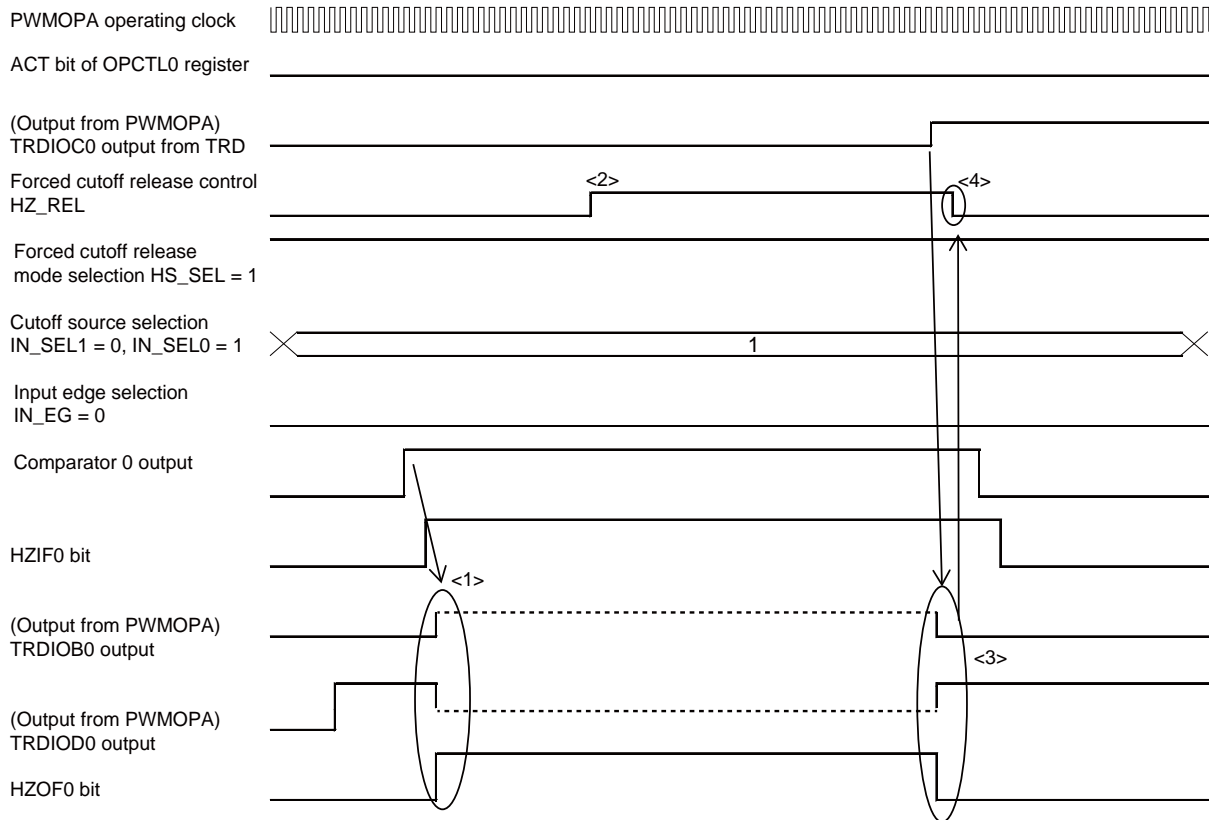 PWMOPA operating clock
ACT bit of OPCTL0 register
(Output from PWMOPA)
TRDIOC0 output from TRD
Forced cutoff release control
HZ_REL
<2>
<4>
Forced cutoff release
mode selection HS_SEL = 1
Cutoff source selection
IN_SEL1 = 0, IN_SEL0 = 1
1
Input edge selection
IN_EG = 0
Comparator 0 output
HZIF0 bit
<1>
(Output from PWMOPA)
TRDIOB0 output
<3>
(Output from PWMOPA)
TRDIOD0 output
HZOF0 bit